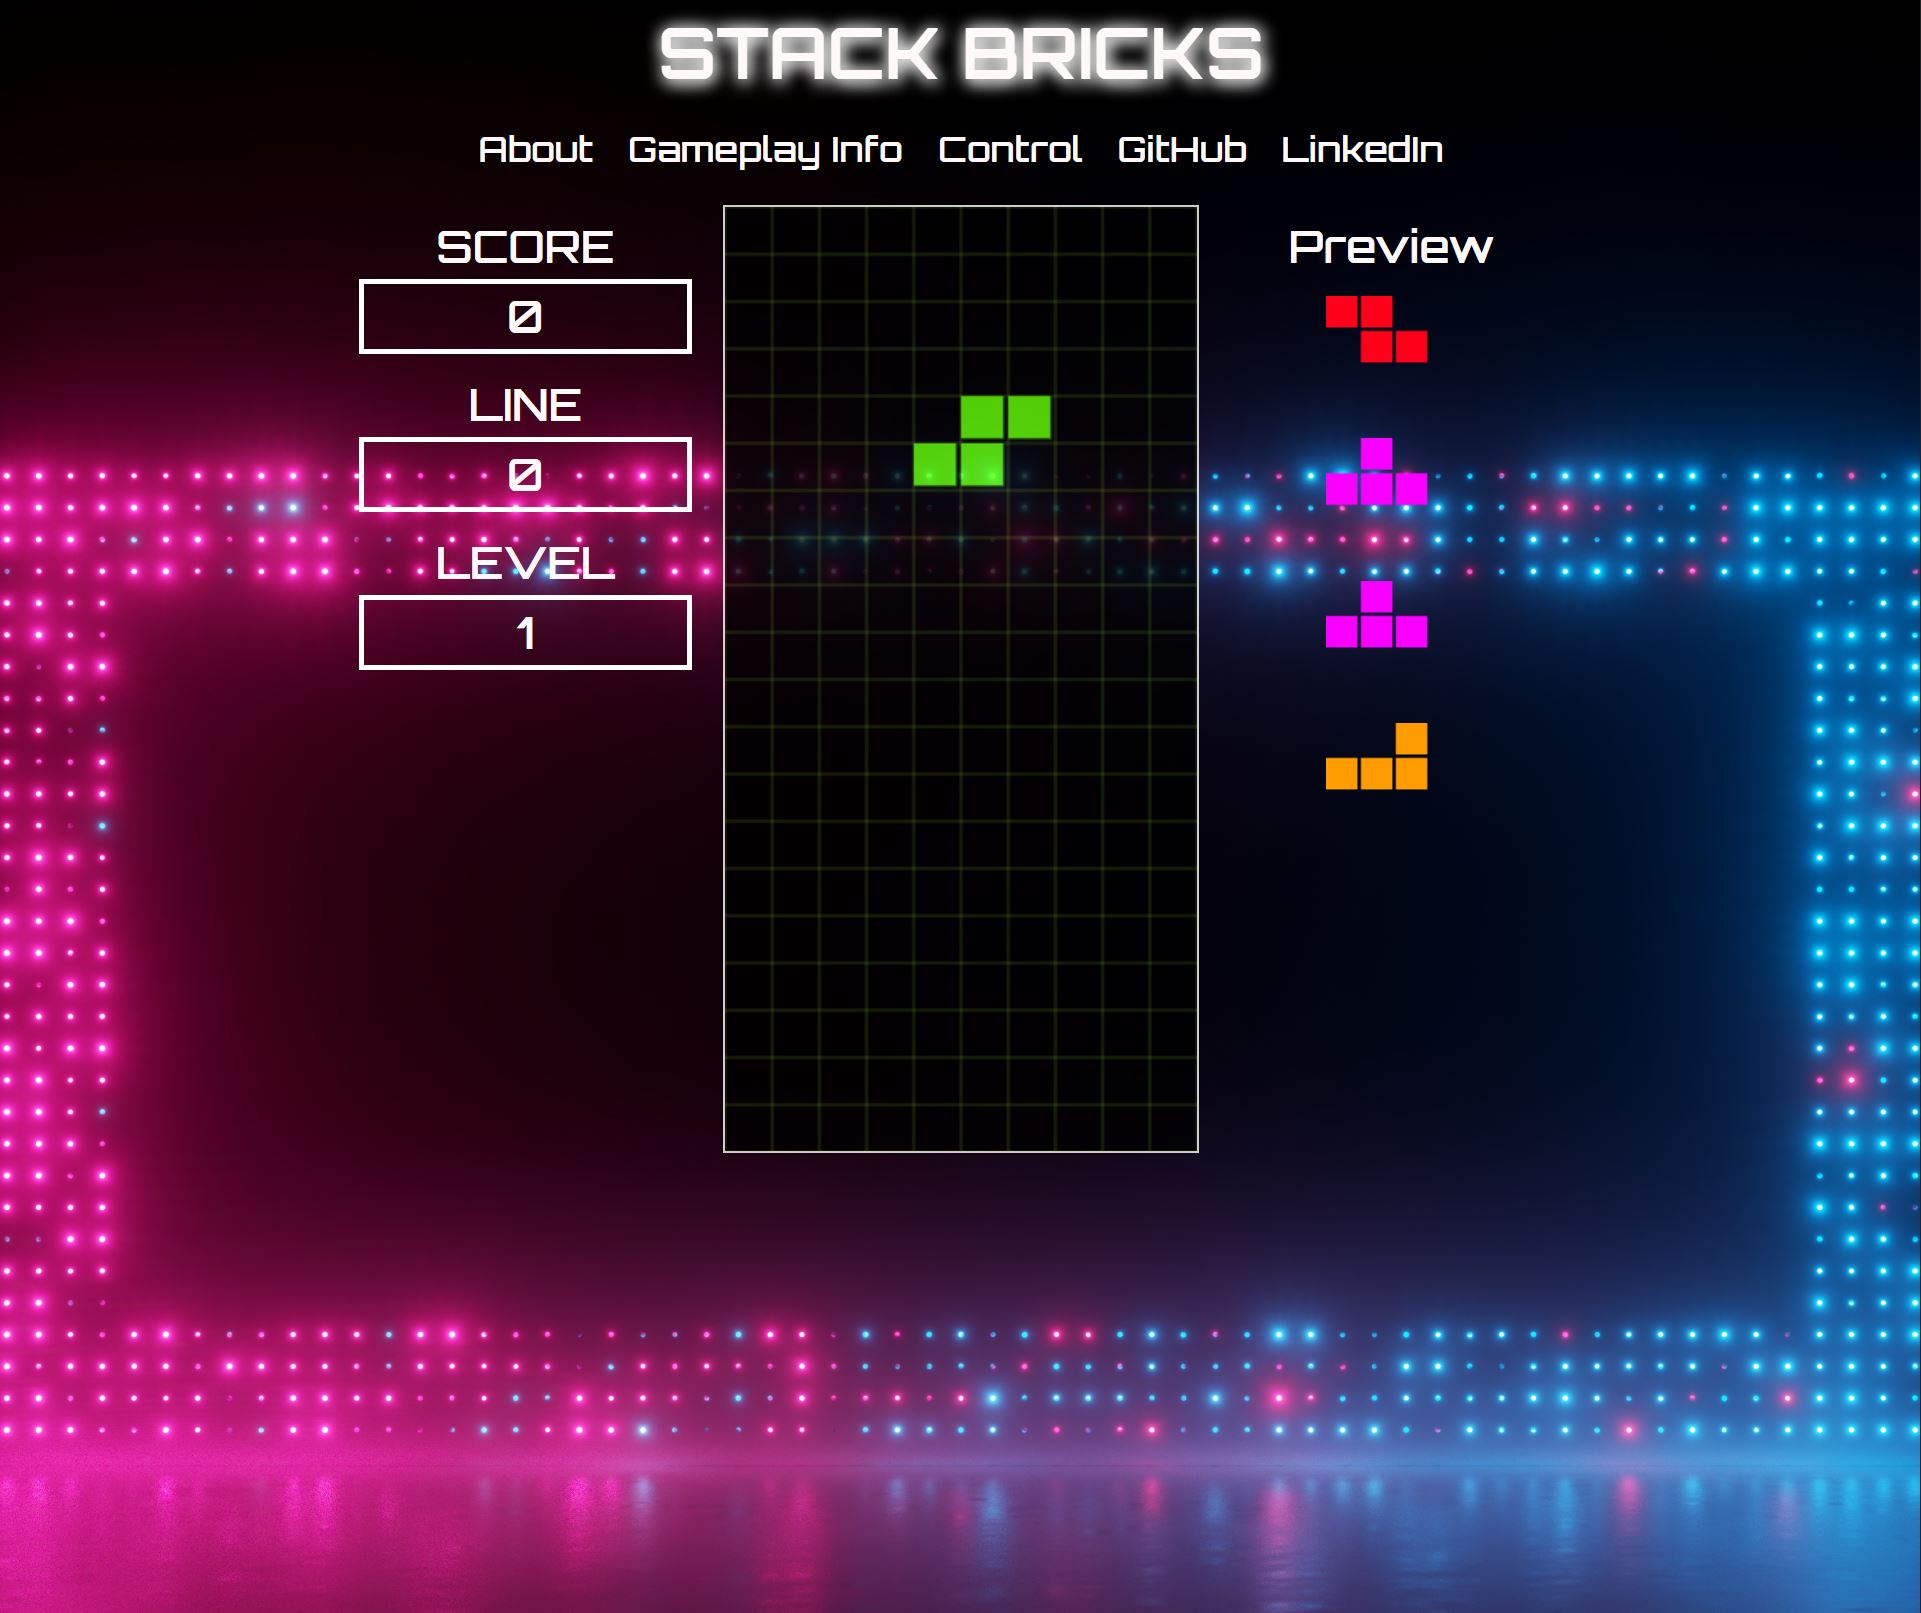 STACK BRICKS
About Gameplay Info Control GitHub LinkedIn
SCORE
0
LINE
0
LEVEL
1
Preview